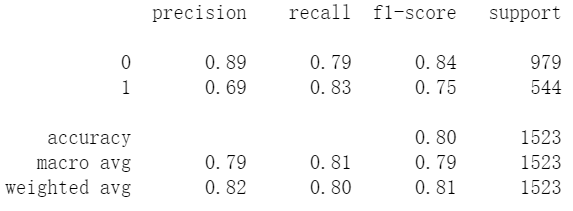 precision recall f1-score support
0 0.89 0.79 0.84 979
1 0.69 0.83 0.75 544
accuracy 0.80 1523
macro avg 0.79 0.81 0.79 1523
weighted avg 0.82 0.80 0.81 1523